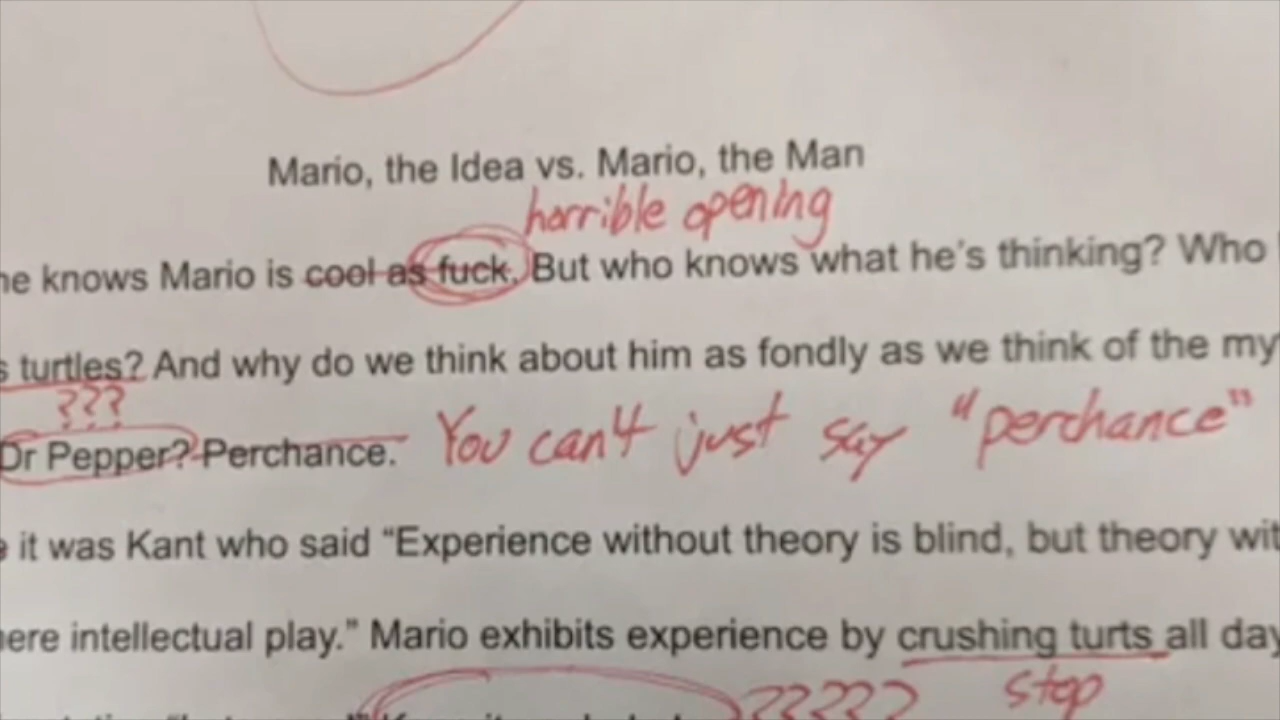 Mario, the Idea vs. Mario, the Man
horrible opening
knows Mario is cool as fuck. But who knows what he's thinking? Who
turtles? And why do we think about him as fondly as we think of the my
???
Dr Pepper? Perchance. You can't just say "perchance"
it was Kant who said “Experience without theory is blind, but theory
intellectual play.” Mario exhibits experience by crushing turts all day
????? stop